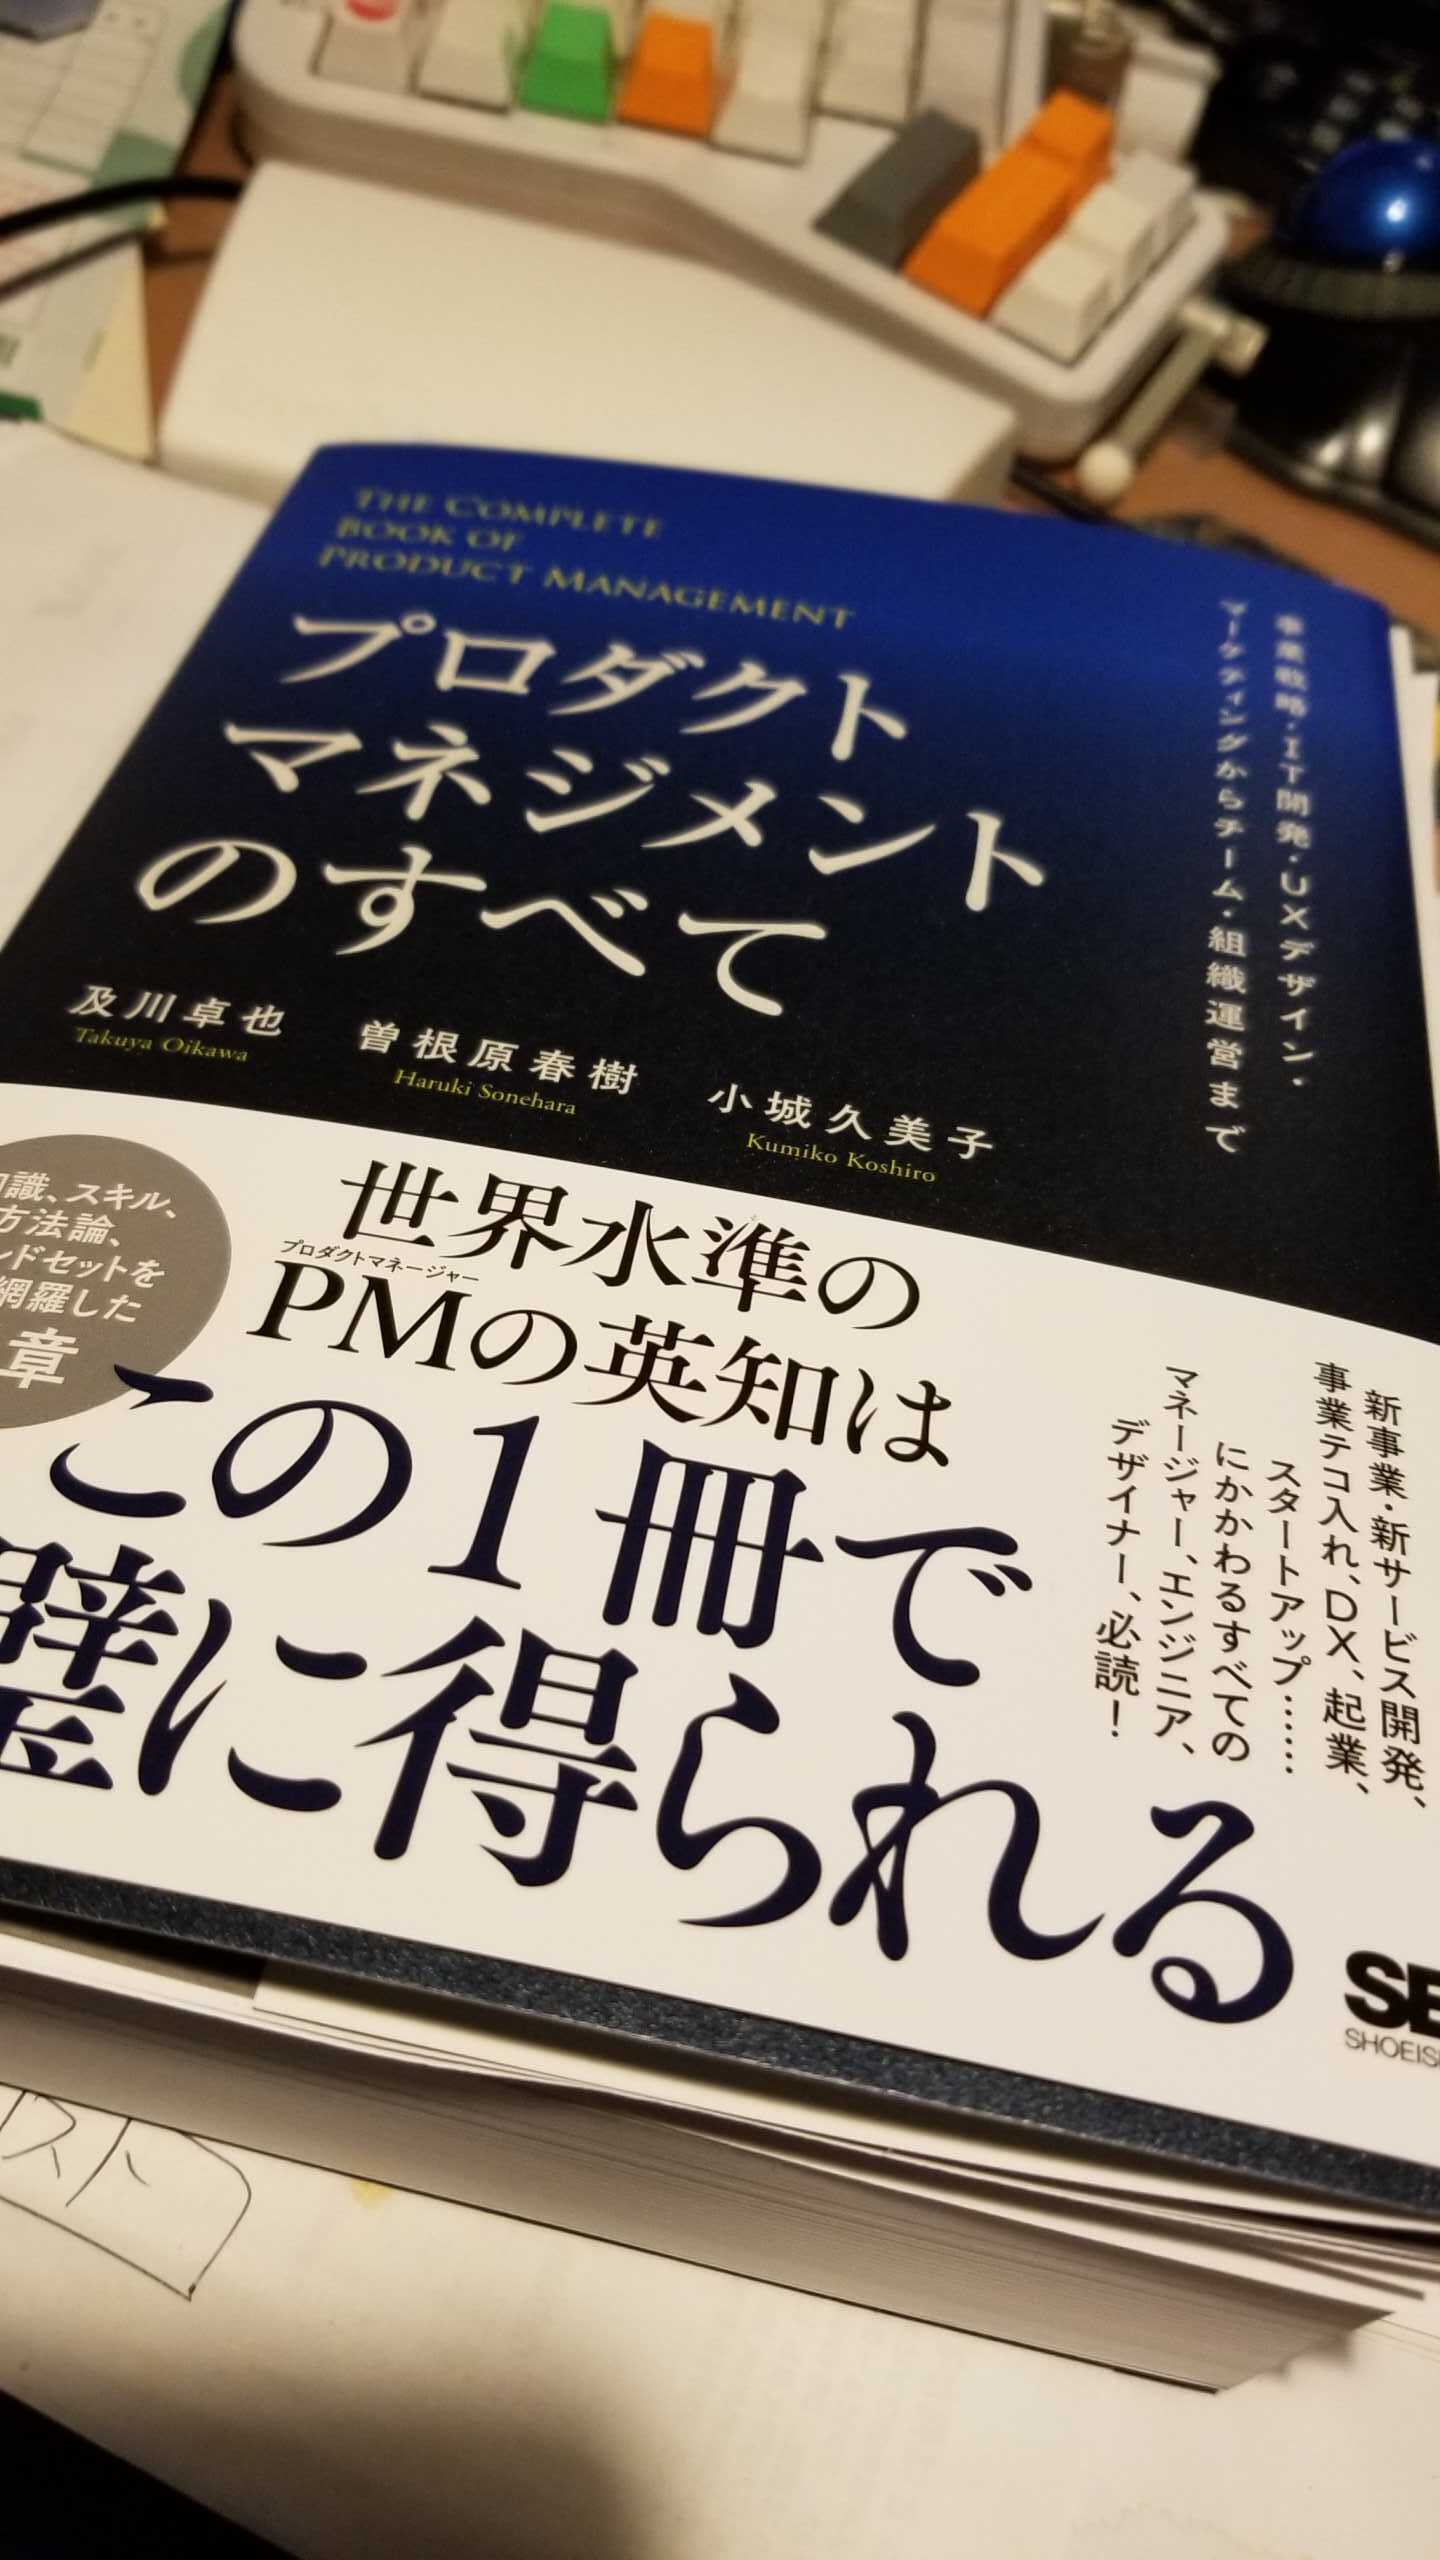 THE COMPLETE
BOOK OF
PRODUCT MANAGEMENT
プロダクト
マネジメント
のすべて
事業戦略・IT開発・UXデザイン・
マーケティングからチーム・組織運営まで
及川卓也
Takuya Oikawa
曽根原春樹
Haruki Sonehara
小城久美子
Kumiko Koshiro
識、スキル、
方法論、
ンドセットを
網羅した
章
世界水準の
プロダクトマネージャー
PMの英知は
この1冊で
璧に得られる
新事業・新サービス開発、
事業テコ入れ、DX、起業、
スタートアップ……
にかかわるすべての
マネージャー、エンジニア、
デザイナー、必読！
SE
SHOEIS
スト